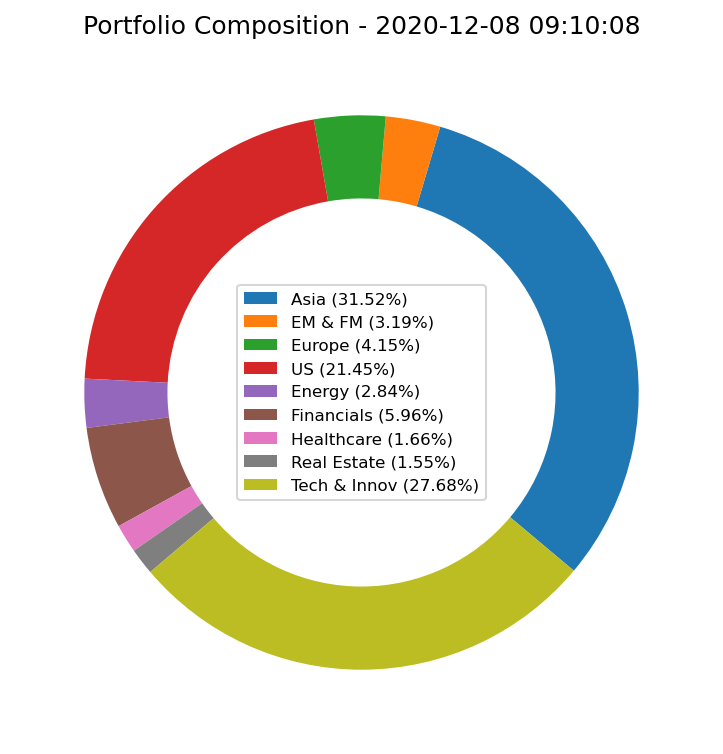 Portfolio Composition - 2020-12-08 09:10:08
Asia (31.52%)
EM & FM (3.19%)
Europe (4.15%)
US (21.45%)
Energy (2.84%)
Financials (5.96%)
Healthcare (1.66%)
Real Estate (1.55%)
Tech & Innov (27.68%)